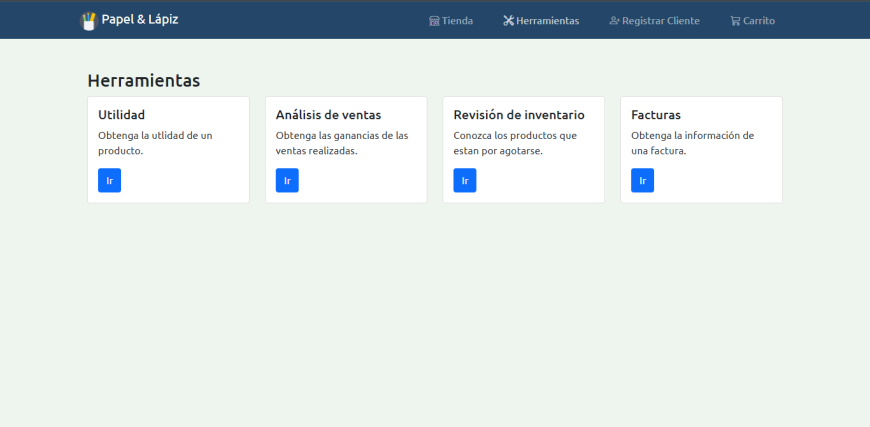 Papel & Lápiz
Tienda
Herramientas
Registrar Cliente
Carrito
Herramientas
Utilidad
Obtenga la utlidad de un
producto.
Ir
Análisis de ventas
Obtenga las ganancias de las
ventas realizadas.
Ir
Revisión de inventario
Conozca los productos que
estan por agotarse.
Ir
Facturas
Obtenga la información de
una factura.
Ir